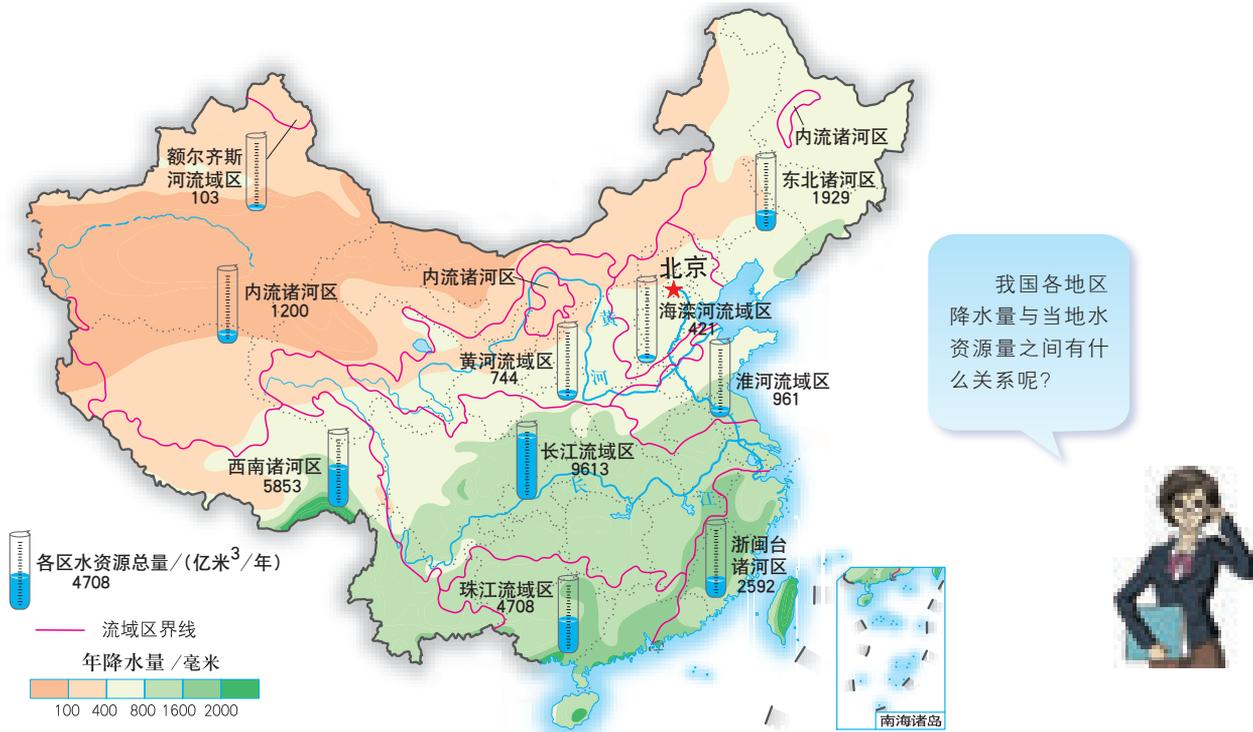 内流诸河区
额尔齐斯
河流域区
103
东北诸河区
1929
北京
内流诸河区
内流诸河区
1200
海滦河流域区
421
黄
河
黄河流域区
744
淮河流域区
961
长江流域区
9613
长
江
西南诸河区
5853
浙闽台
诸河区
2592
珠江流域区
4708
各区水资源总量/(亿米3/年)
4708
流域区界线
年降水量 /毫米
100 400 800 1600 2000
南海诸岛
我国各地区
降水量与当地水
资源量之间有什
么关系呢?